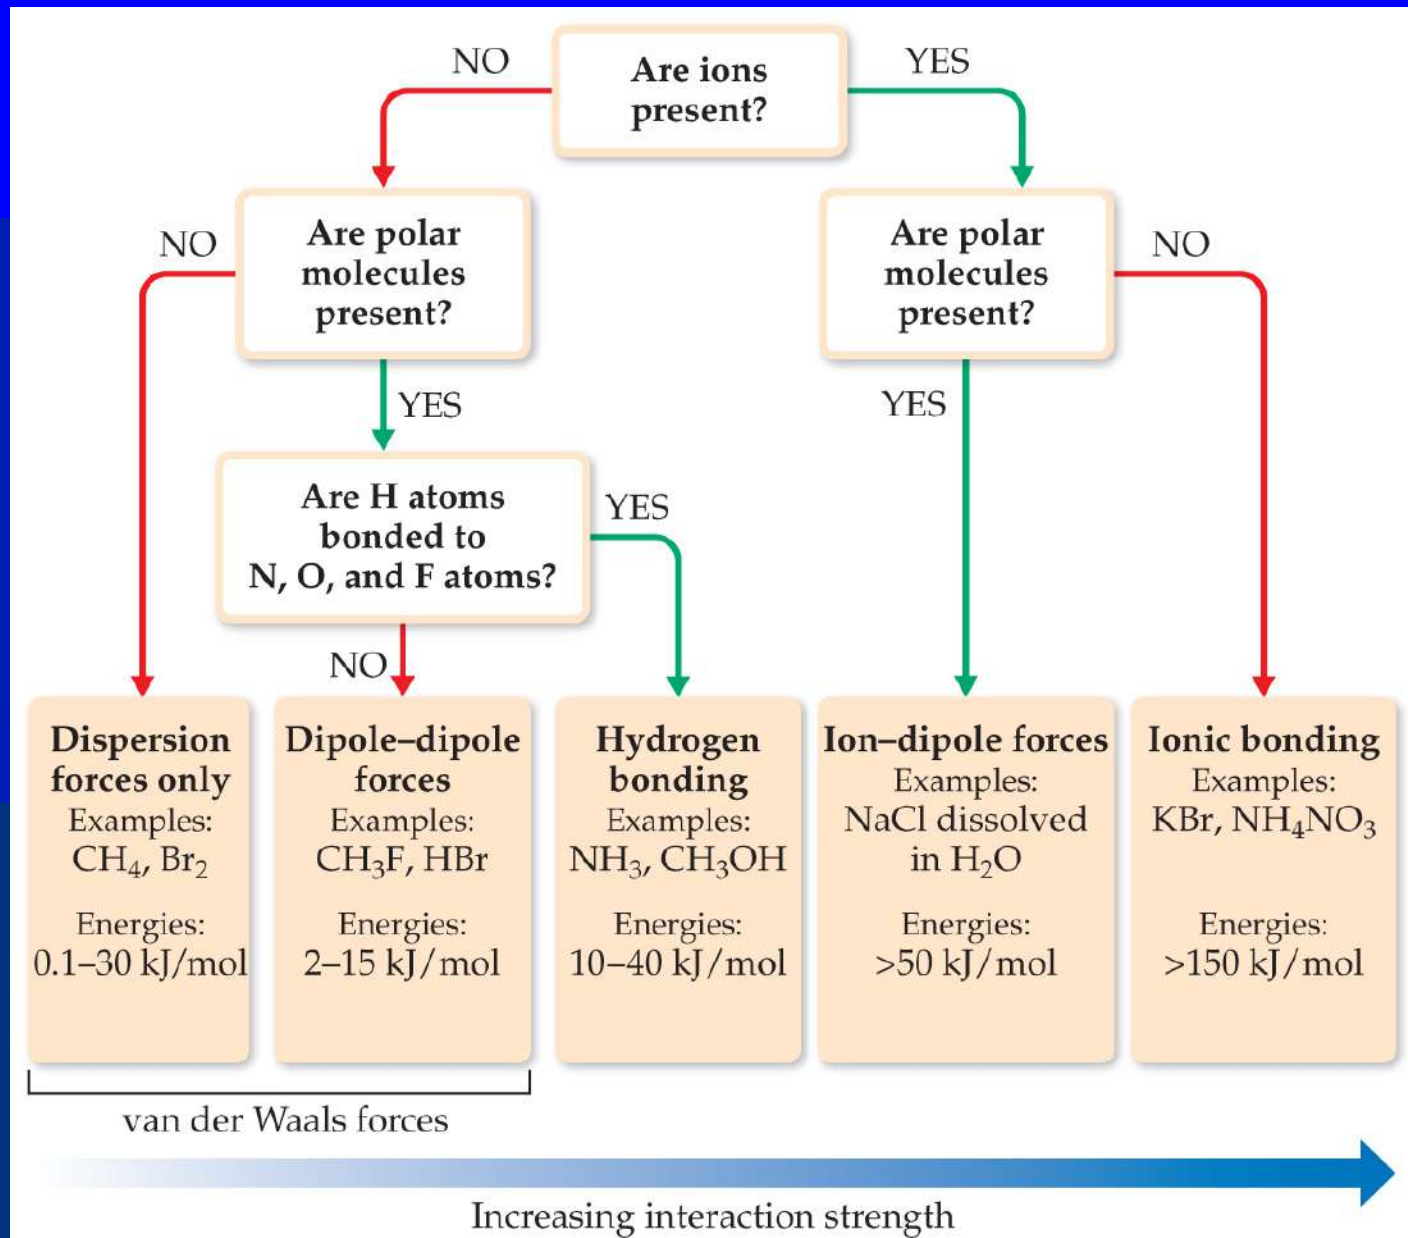 NO
Are ions
present?
YES
NO
Are polar
molecules
present?
YES
Are polar
molecules
present?
NO
YES
Are H atoms
bonded to
N, O, and F atoms?
YES
NO
Dispersion
forces only
Examples:
CH₄, Br₂
Energies:
0.1–30 kJ/mol
Dipole–dipole
forces
Examples:
CH₃F, HBr
Energies:
2–15 kJ/mol
Hydrogen
bonding
Examples:
NH₃, CH₃OH
Energies:
10–40 kJ/mol
Ion–dipole forces
Examples:
NaCl dissolved
in H₂O
Energies:
>50 kJ/mol
Ionic bonding
Examples:
KBr, NH₄NO₃
Energies:
>150 kJ/mol
van der Waals forces
Increasing interaction strength